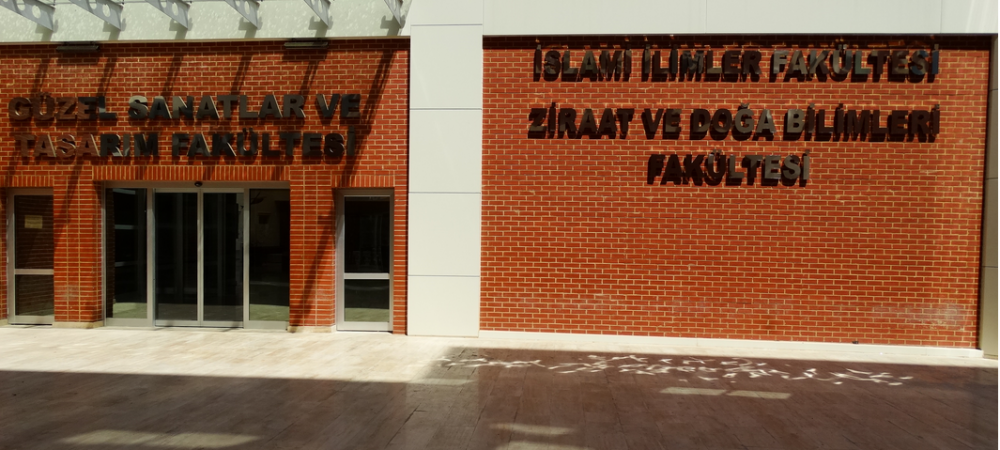 GÜZEL SANATLAR VE
TASARIM FAKÜLTESİ
İSLAMİ İLİMLER FAKÜLTESİ
ZİRAAT VE DOĞA BİLİMLERİ
FAKÜLTESİ